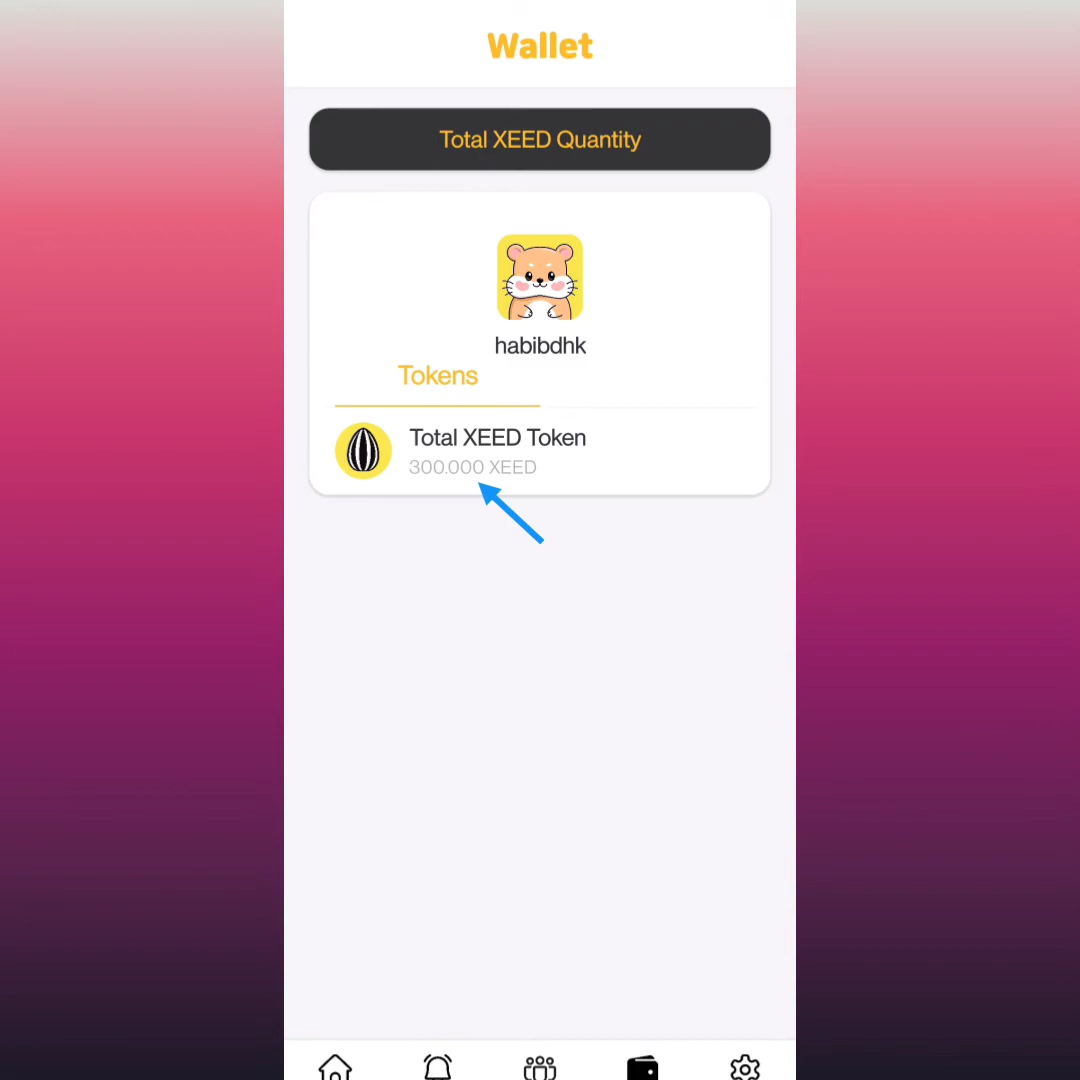 Wallet
Total XEED Quantity
habibdhk
Tokens
Total XEED Token
300.000 XEED